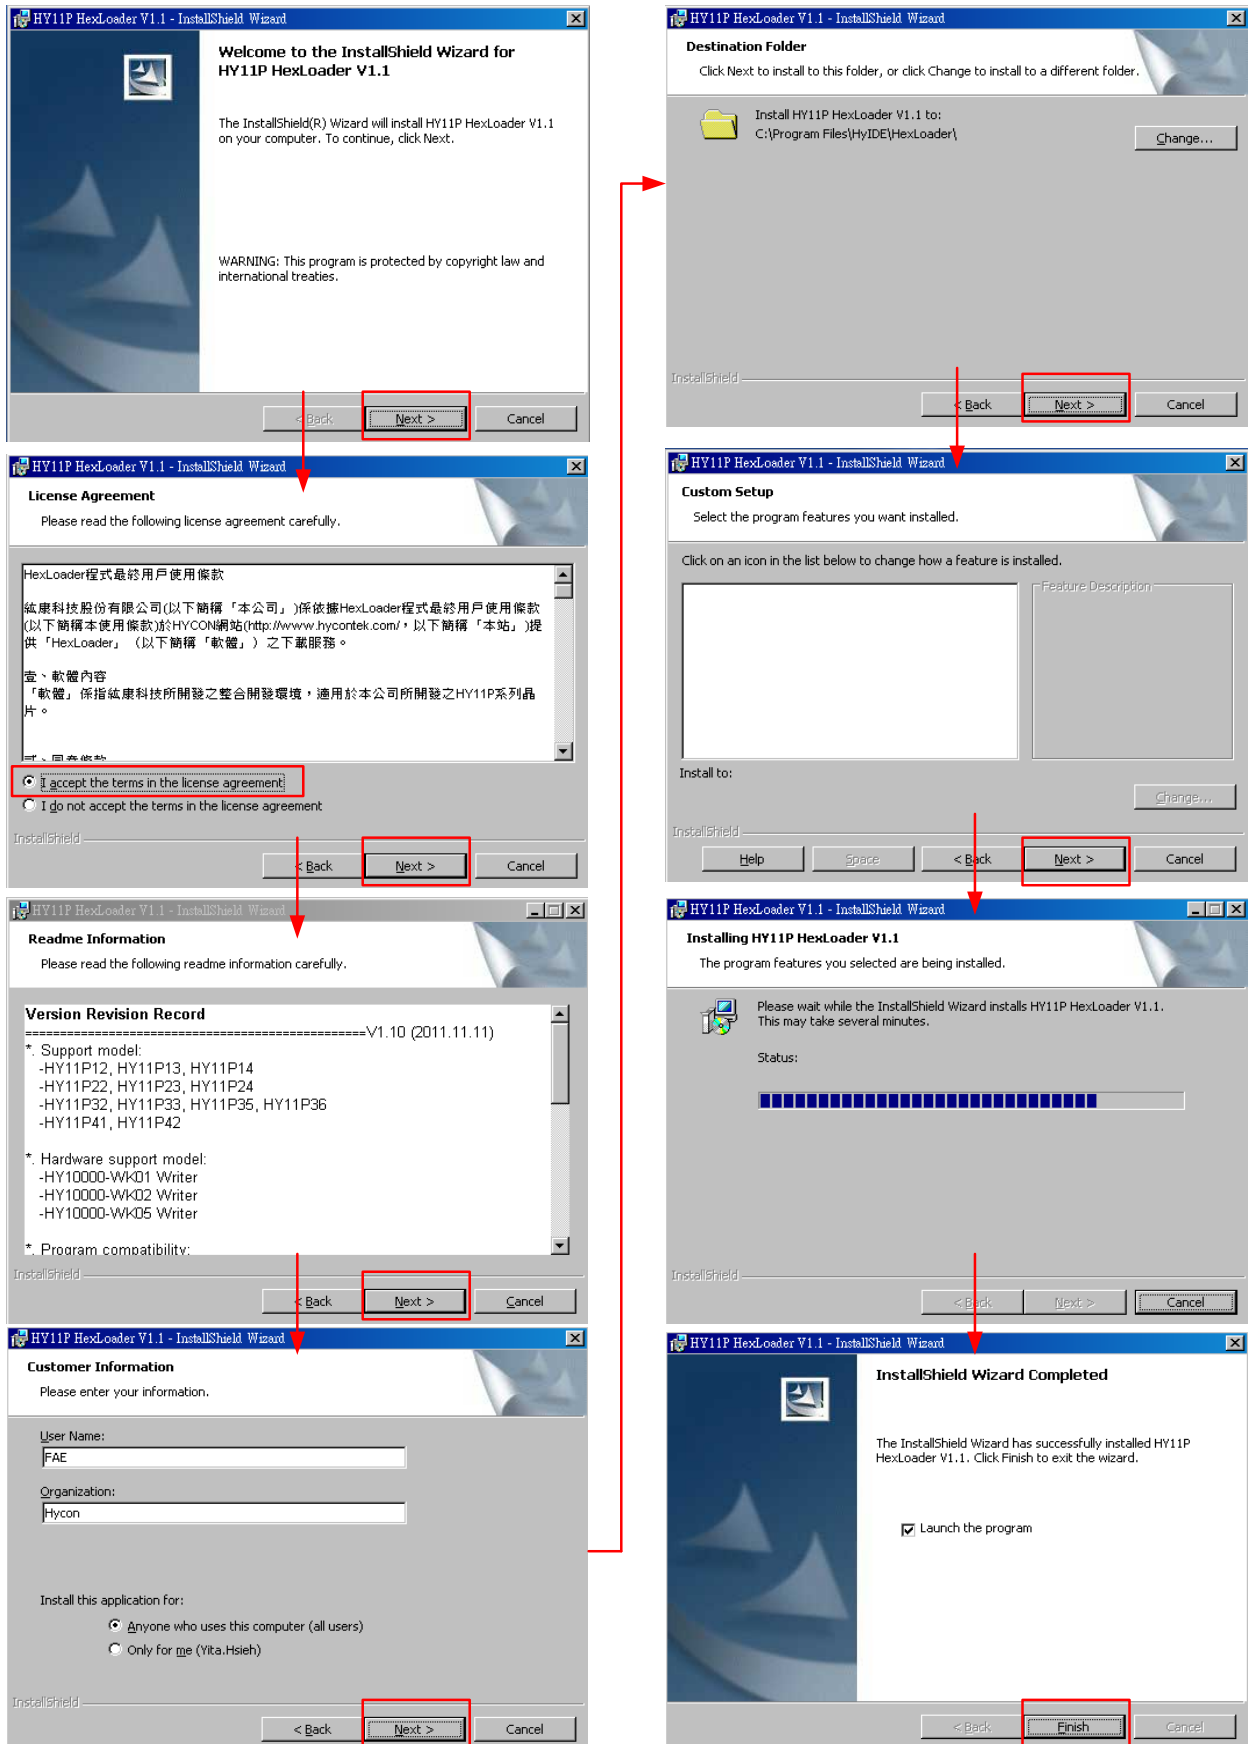 HY11P HexLoader V1.1 - InstallShield Wizard
Welcome to the InstallShield Wizard for
HY11P HexLoader V1.1
The InstallShield(R) Wizard will install HY11P HexLoader V1.1
on your computer. To continue, click Next.
WARNING: This program is protected by copyright law and
international treaties.
< Back
Next >
Cancel
HY11P HexLoader V1.1 - InstallShield Wizard
License Agreement
Please read the following license agreement carefully.
HexLoader程式最終用戶使用條款
紘康科技股份有限公司(以下簡稱「本公司」)係依據HexLoader程式最終用戶使用條款
(以下簡稱本使用條款)於HYCON網站(http://www.hycontek.com/，以下簡稱「本站」)提
供「HexLoader」（以下簡稱「軟體」）之下載服務。
壹、軟體內容
「軟體」係指紘康科技所開發之整合開發環境，適用於本公司所開發之HY11P系列晶
片。
貳、同意條款
I accept the terms in the license agreement
I do not accept the terms in the license agreement
InstallShield
< Back
Next >
Cancel
HY11P HexLoader V1.1 - InstallShield Wizard
Readme Information
Please read the following readme information carefully.
Version Revision Record
=================================================V1.10 (2011.11.11)
*. Support model:
-HY11P12, HY11P13, HY11P14
-HY11P22, HY11P23, HY11P24
-HY11P32, HY11P33, HY11P35, HY11P36
-HY11P41, HY11P42
*. Hardware support model:
-HY10000-WK01 Writer
-HY10000-WK02 Writer
-HY10000-WK05 Writer
*. Program compatibility:
InstallShield
< Back
Next >
Cancel
HY11P HexLoader V1.1 - InstallShield Wizard
Customer Information
Please enter your information.
User Name:
FAE
Organization:
Hycon
Install this application for:
Anyone who uses this computer (all users)
Only for me (Yita.Hsieh)
InstallShield
< Back
Next >
Cancel
HY11P HexLoader V1.1 - InstallShield Wizard
Destination Folder
Click Next to install to this folder, or click Change to install to a different folder.
Install HY11P HexLoader V1.1 to:
C:\Program Files\HyIDE\HexLoader\
Change...
InstallShield
< Back
Next >
Cancel
HY11P HexLoader V1.1 - InstallShield Wizard
Custom Setup
Select the program features you want installed.
Click on an icon in the list below to change how a feature is installed.
Feature Description
Install to:
Change...
InstallShield
Help
Space
< Back
Next >
Cancel
HY11P HexLoader V1.1 - InstallShield Wizard
Installing HY11P HexLoader V1.1
The program features you selected are being installed.
Please wait while the InstallShield Wizard installs HY11P HexLoader V1.1.
This may take several minutes.
Status:
InstallShield
< Back
Next >
Cancel
HY11P HexLoader V1.1 - InstallShield Wizard
InstallShield Wizard Completed
The InstallShield Wizard has successfully installed HY11P
HexLoader V1.1. Click Finish to exit the wizard.
Launch the program
< Back
Finish
Cancel